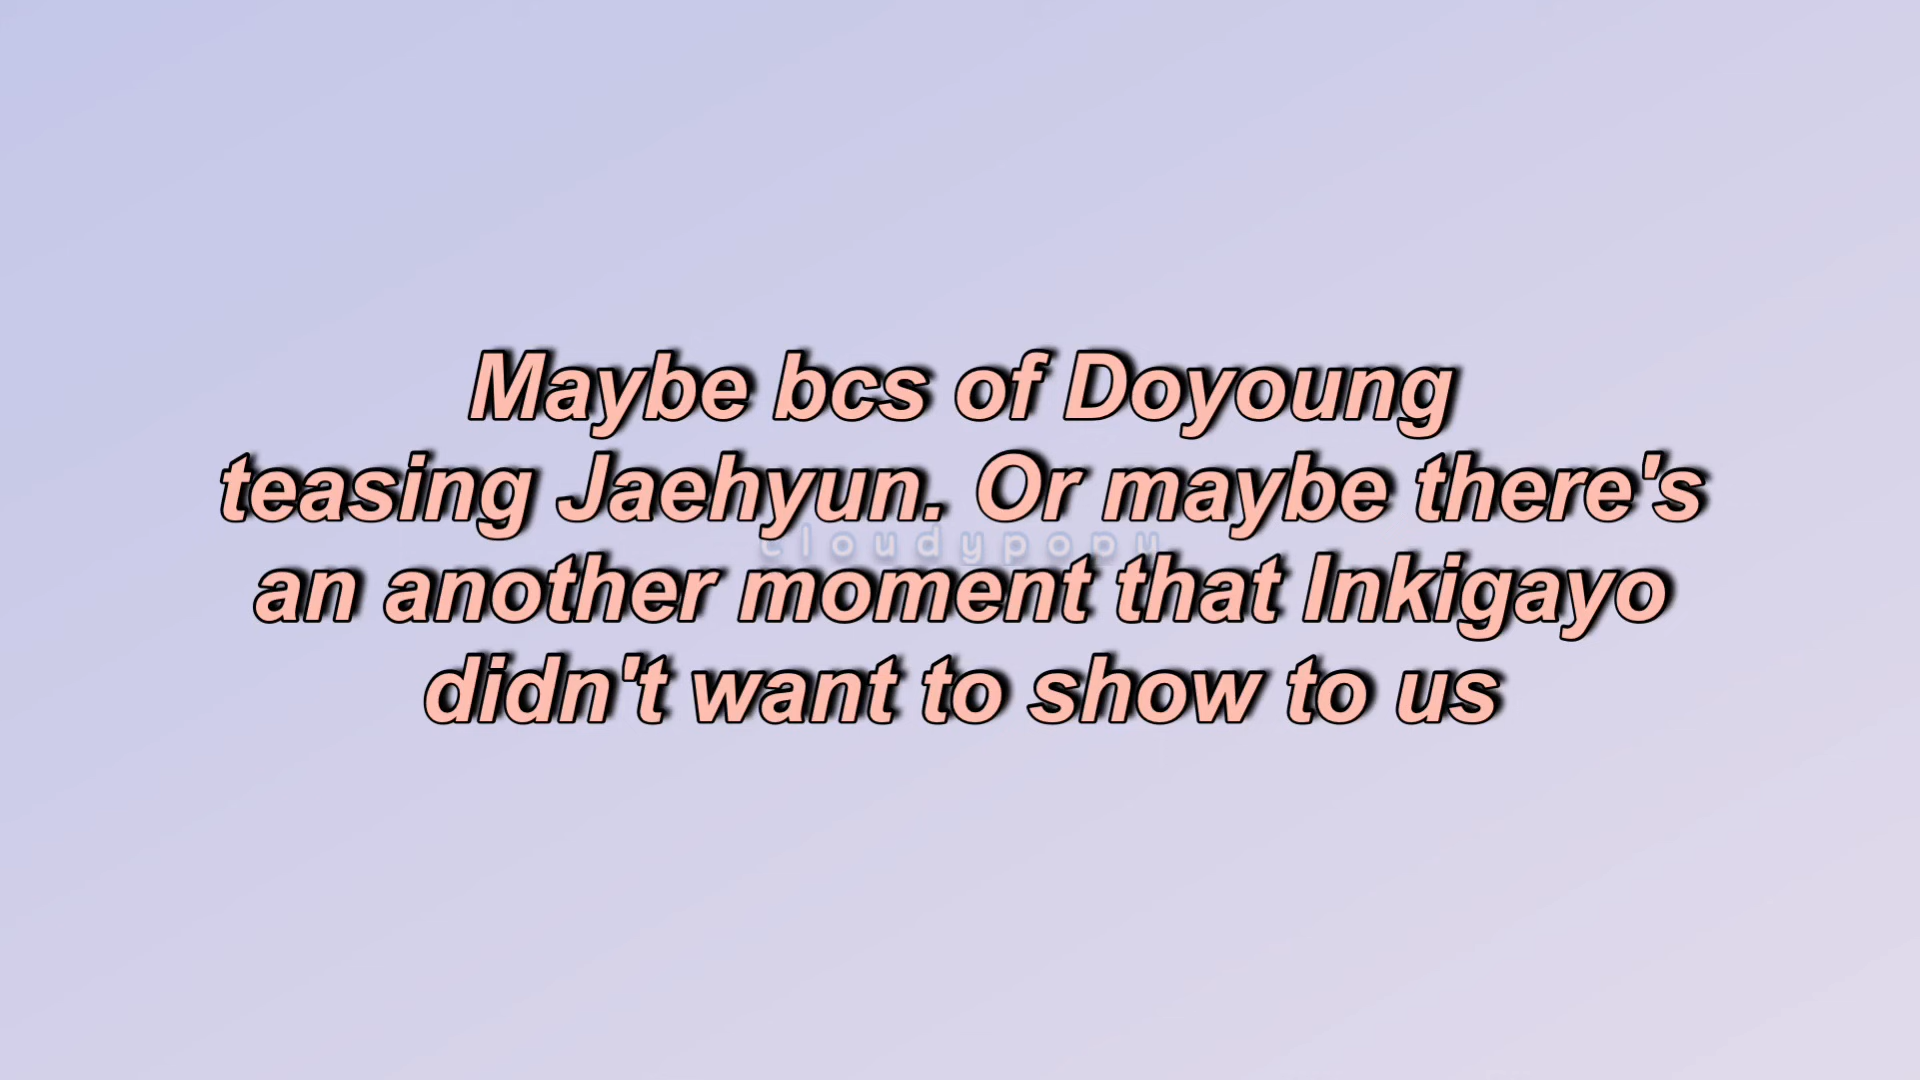 Maybe bcs of Doyoung
teasing Jaehyun. Or maybe there's
cloudypopu
an another moment that Inkigayo
didn't want to show to us